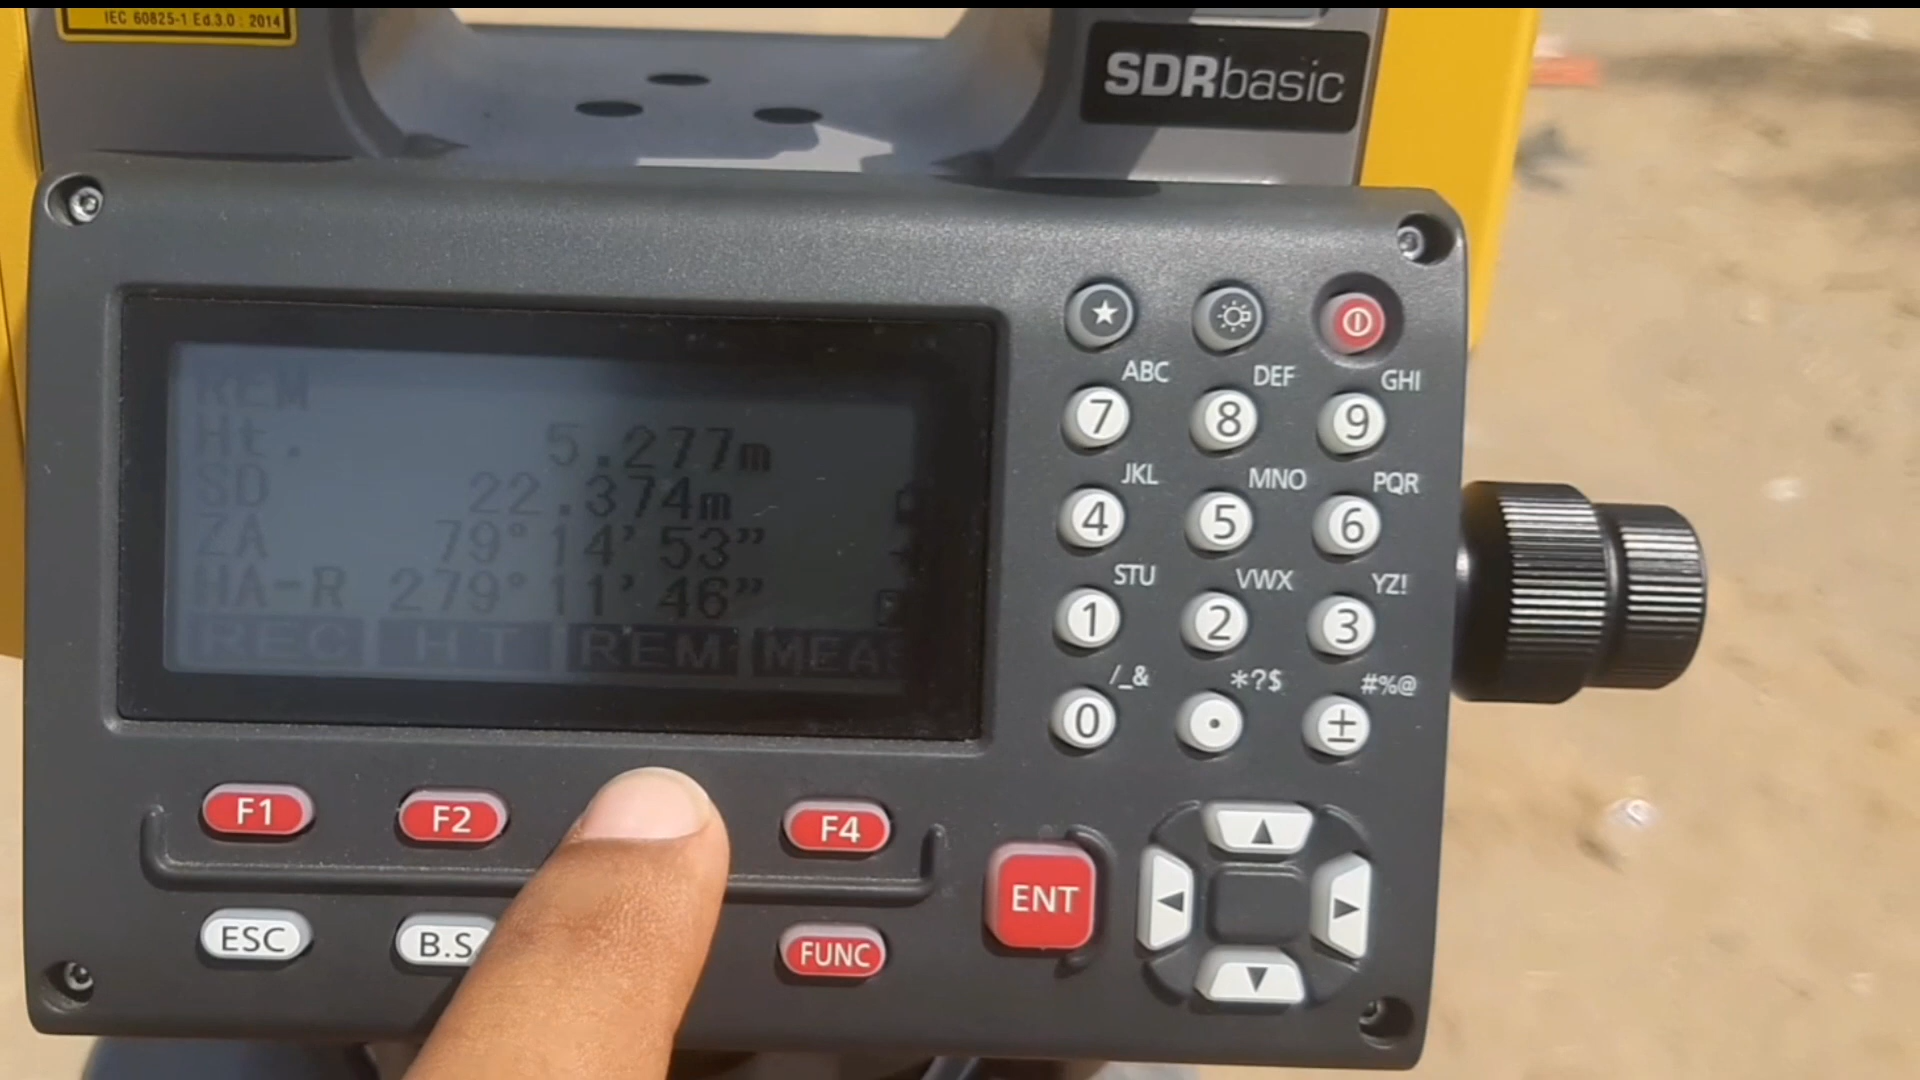 IEC 60825-1 Ed.3.0 : 2014
SDRbasic
REM
Ht. 5.277m
SD 22.374m
ZA 79° 14' 53"
HA-R 279° 11' 46"
REC HT REM MEAS
ABC DEF GHI
7 8 9
JKL MNO PQR
4 5 6
STU VWX YZ!
1 2 3
/_& *?$ #%@
0 . ±
F1 F2 F4
ENT
ESC B.S FUNC